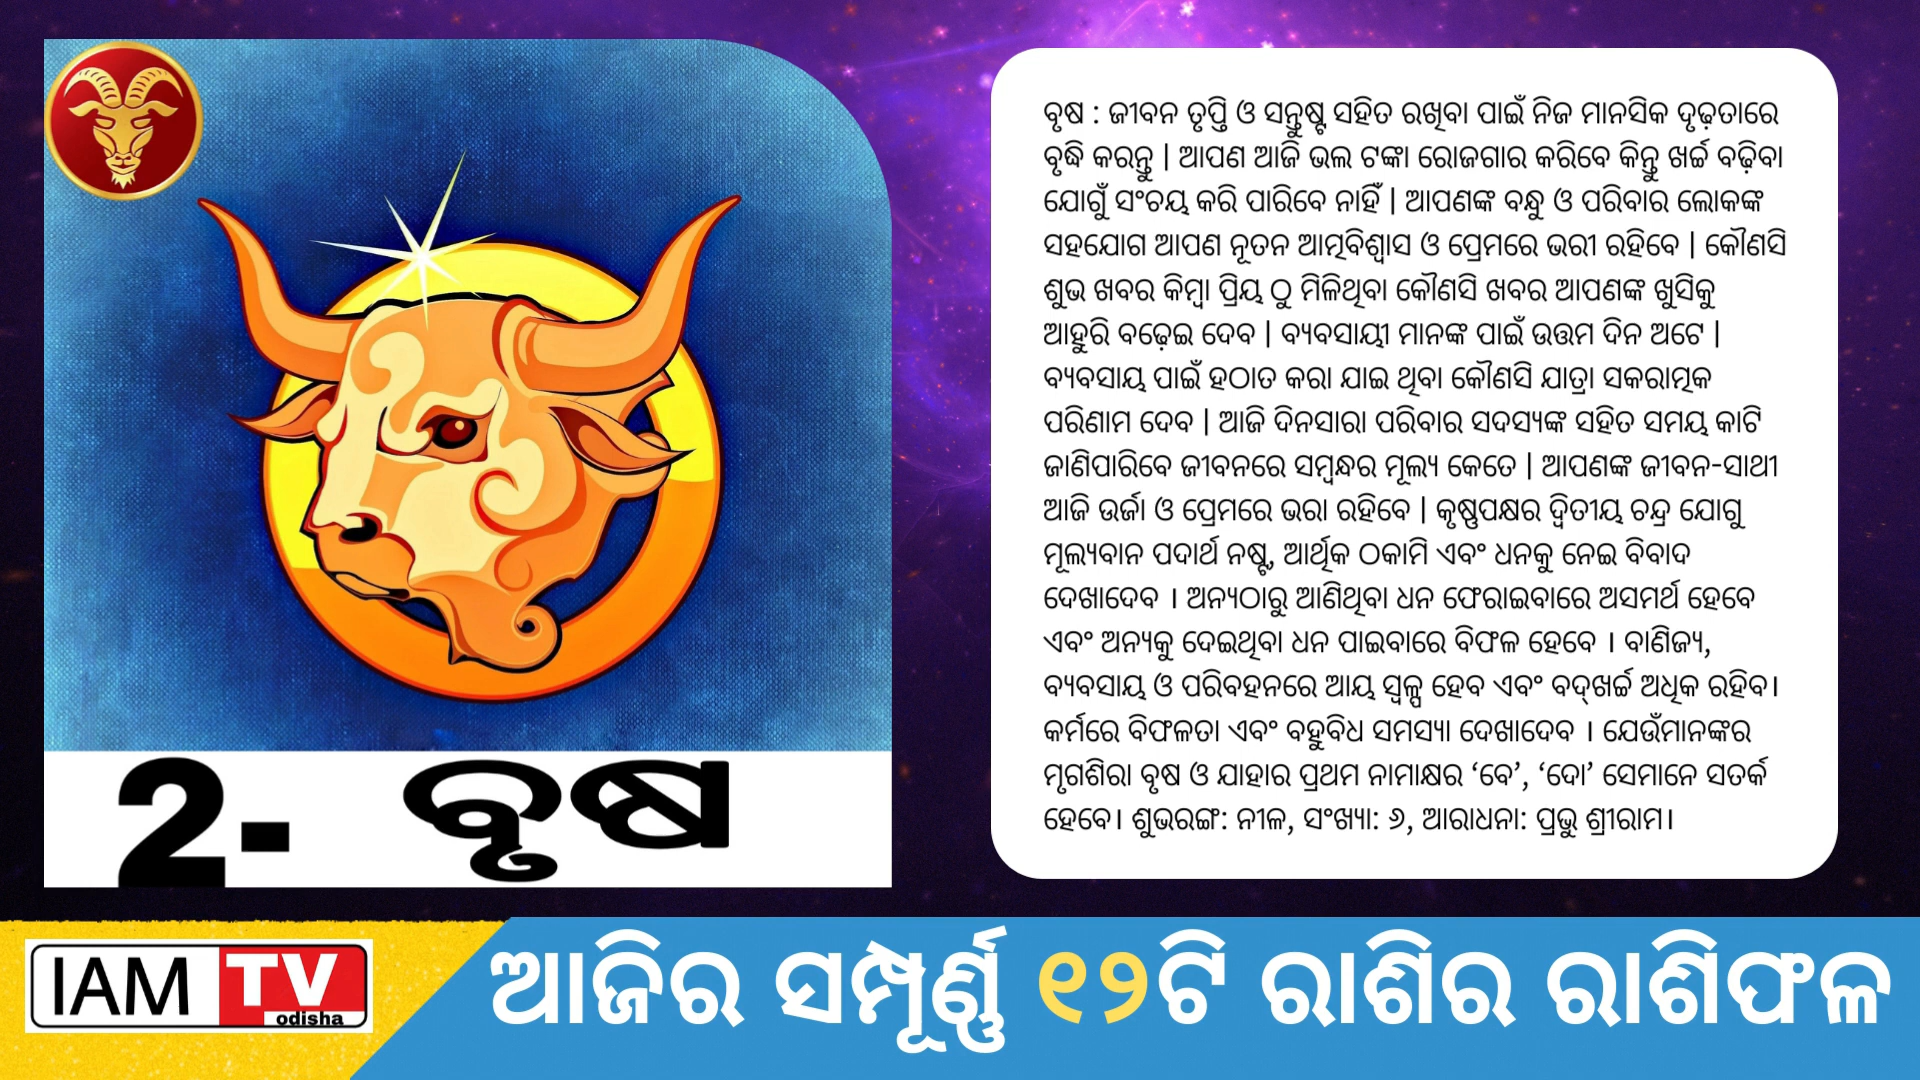 ବୃଷ : ଜୀବନ ତୃପ୍ତି ଓ ସନ୍ତୁଷ୍ଟ ସହିତ ରଖିବା ପାଇଁ ନିଜ ମାନସିକ ଦୃଢ଼ତାରେ
ବୃଦ୍ଧି କରନ୍ତୁ | ଆପଣ ଆଜି ଭଲ ଟଙ୍କା ରୋଜଗାର କରିବେ କିନ୍ତୁ ଖର୍ଚ୍ଚ ବଢ଼ିବା
ଯୋଗୁଁ ସଂଚୟ କରି ପାରିବେ ନାହିଁ | ଆପଣଙ୍କ ବନ୍ଧୁ ଓ ପରିବାର ଲୋକଙ୍କ
ସହଯୋଗ ଆପଣ ନୂତନ ଆତ୍ମବିଶ୍ୱାସ ଓ ପ୍ରେମରେ ଭରୀ ରହିବେ | କୌଣସି
ଶୁଭ ଖବର କିମ୍ବା ପ୍ରିୟ ଠୁ ମିଳିଥିବା କୌଣସି ଖବର ଆପଣଙ୍କ ଖୁସିକୁ
ଆହୁରି ବଢ଼େଇ ଦେବ | ବ୍ୟବସାୟୀ ମାନଙ୍କ ପାଇଁ ଉତ୍ତମ ଦିନ ଅଟେ |
ବ୍ୟବସାୟ ପାଇଁ ହଠାତ କରା ଯାଇ ଥିବା କୌଣସି ଯାତ୍ରା ସକରାତ୍ମକ
ପରିଣାମ ଦେବ | ଆଜି ଦିନସାରା ପରିବାର ସଦସ୍ୟଙ୍କ ସହିତ ସମୟ କାଟି
ଜାଣିପାରିବେ ଜୀବନରେ ସମ୍ବନ୍ଧର ମୂଲ୍ୟ କେତେ | ଆପଣଙ୍କ ଜୀବନ-ସାଥୀ
ଆଜି ଉର୍ଜା ଓ ପ୍ରେମରେ ଭରା ରହିବେ | କୃଷ୍ଣପକ୍ଷର ଦ୍ୱିତୀୟ ଚନ୍ଦ୍ର ଯୋଗୁ
ମୂଲ୍ୟବାନ ପଦାର୍ଥ ନଷ୍ଟ, ଆର୍ଥିକ ଠକାମି ଏବଂ ଧନକୁ ନେଇ ବିବାଦ
ଦେଖାଦେବ । ଅନ୍ୟଠାରୁ ଆଣିଥିବା ଧନ ଫେରାଇବାରେ ଅସମର୍ଥ ହେବେ
ଏବଂ ଅନ୍ୟକୁ ଦେଇଥିବା ଧନ ପାଇବାରେ ବିଫଳ ହେବେ । ବାଣିଜ୍ୟ,
ବ୍ୟବସାୟ ଓ ପରିବହନରେ ଆୟ ସ୍ୱଳ୍ପ ହେବ ଏବଂ ବଦ୍‌ଖର୍ଚ୍ଚ ଅଧିକ ରହିବ।
କର୍ମରେ ବିଫଳତା ଏବଂ ବହୁବିଧ ସମସ୍ୟା ଦେଖାଦେବ । ଯେଉଁମାନଙ୍କର
ମୃଗଶିରା ବୃଷ ଓ ଯାହାର ପ୍ରଥମ ନାମାକ୍ଷର ‘ବେ’, ‘ଦୋ’ ସେମାନେ ସତର୍କ
ହେବେ। ଶୁଭରଙ୍ଗ: ନୀଳ, ସଂଖ୍ୟା: ୬, ଆରାଧନା: ପ୍ରଭୁ ଶ୍ରୀରାମ।
2- ବୃଷ
IAM TV
odisha
ଆଜିର ସମ୍ପୂର୍ଣ୍ଣ ୧୨ଟି ରାଶିର ରାଶିଫଳ